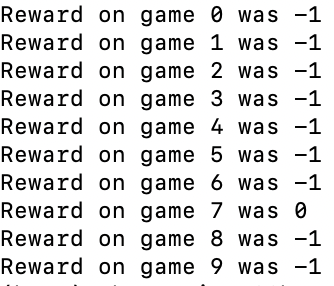 Reward on game 0 was -1
Reward on game 1 was -1
Reward on game 2 was -1
Reward on game 3 was -1
Reward on game 4 was -1
Reward on game 5 was -1
Reward on game 6 was -1
Reward on game 7 was 0
Reward on game 8 was -1
Reward on game 9 was -1